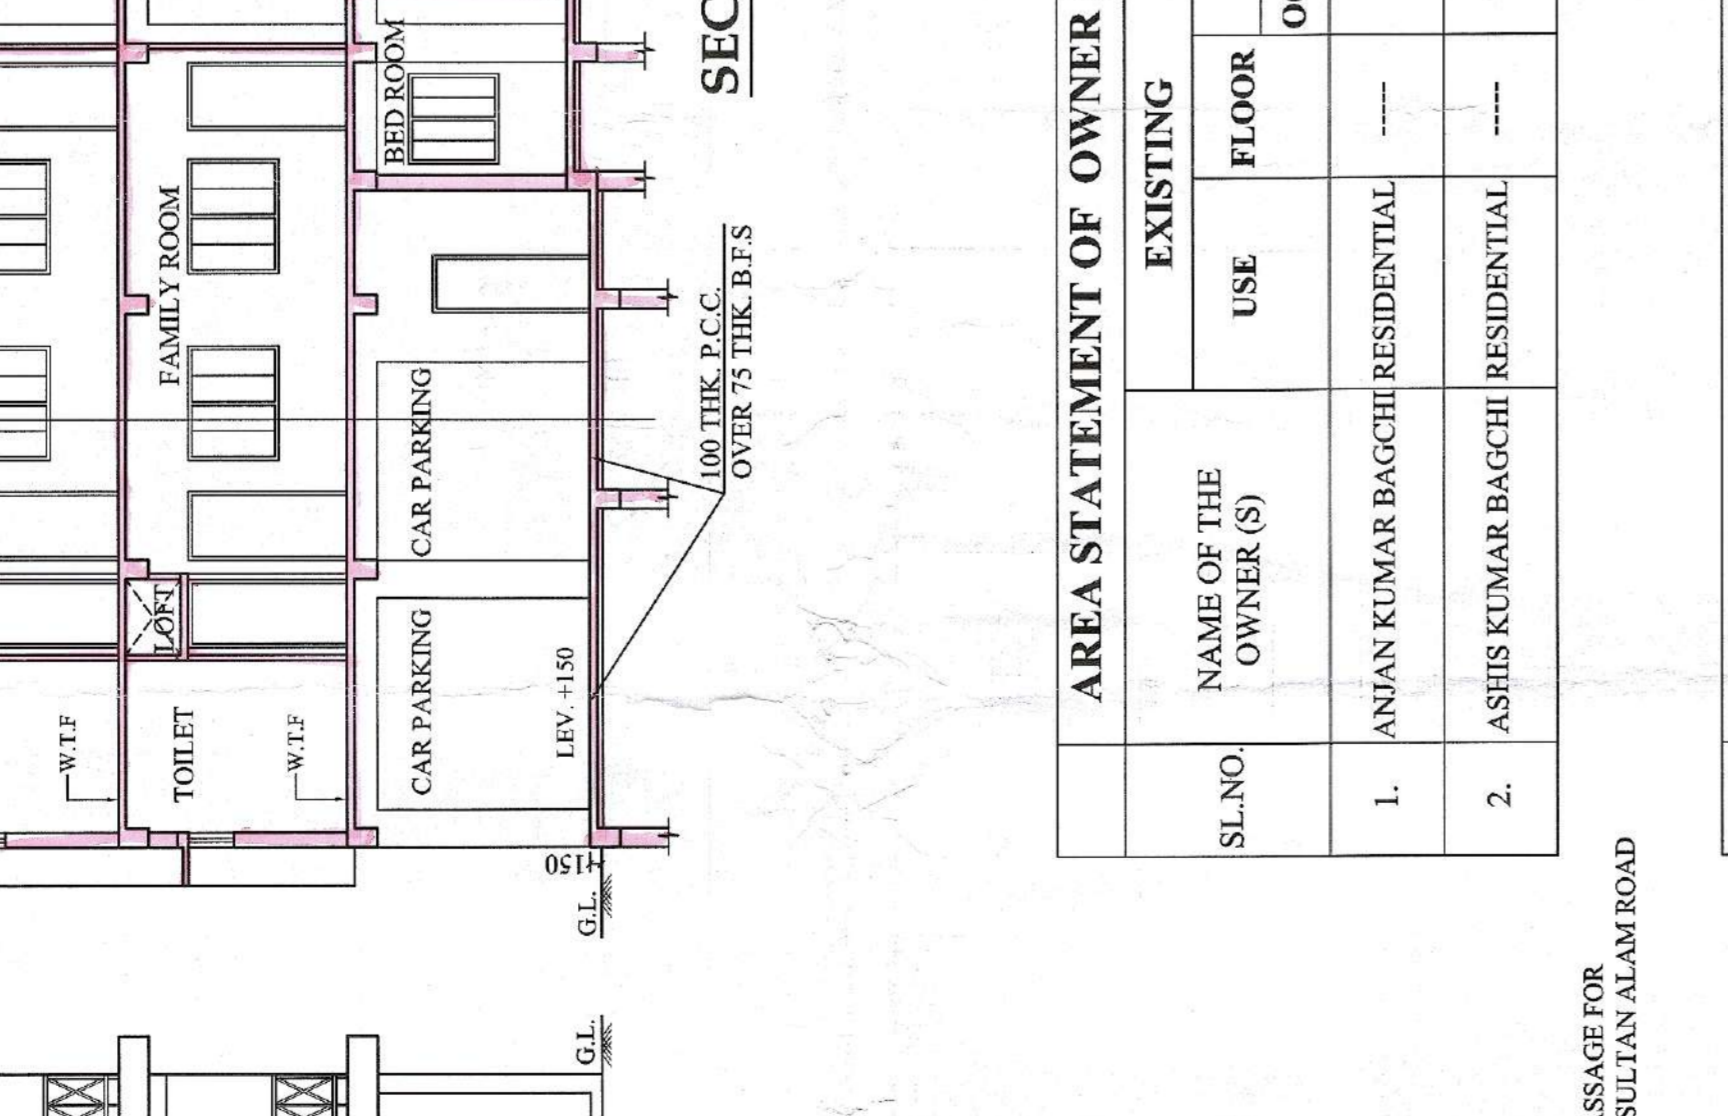 BED ROOM
FAMILY ROOM
CAR PARKING
LOFT
CAR PARKING
LEV. +150
W.T.F
TOILET
W.T.F
+150
G.L.
G.L.
SEC
100 THK. P.C.C.
OVER 75 THK. B.F.S
AREA STATEMENT OF OWNER
EXISTING
SL.NO.
NAME OF THE
OWNER (S)
USE
FLOOR
1. ANJAN KUMAR BAGCHI RESIDENTIAL -----
2. ASHIS KUMAR BAGCHI RESIDENTIAL -----
ASSAGE FOR
SULTAN ALAM ROAD